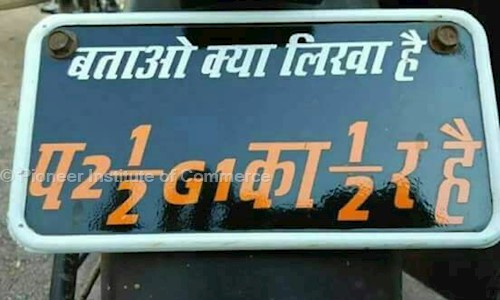 बताओ क्या लिखा है
प2 1/2 G1का 1/2 र है
© Pioneer Institute of Commerce